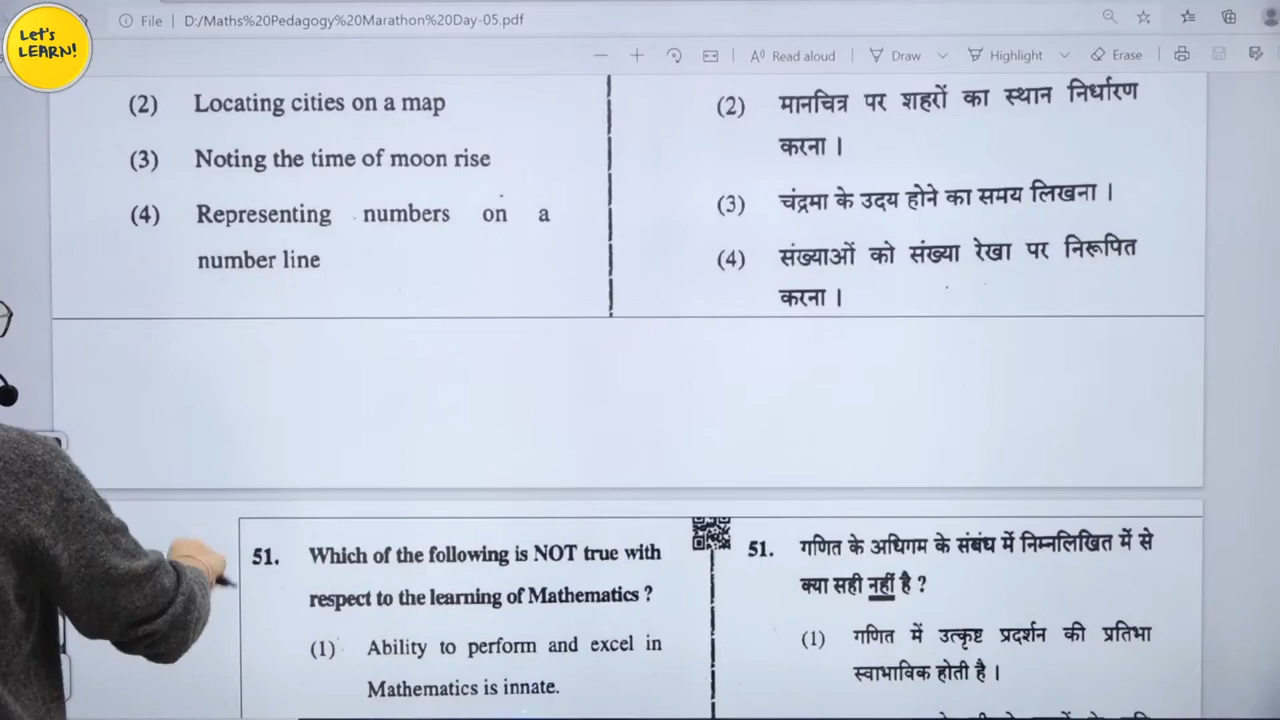 Let's
LEARN!
File
D:/Maths%20Pedagogy%20Marathon%20Day-05.pdf
Read aloud
Draw
Highlight
Erase
(2) Locating cities on a map
(3) Noting the time of moon rise
(4) Representing numbers on a
number line
(2) मानचित्र पर शहरों का स्थान निर्धारण
करना ।
(3) चंद्रमा के उदय होने का समय लिखना ।
(4) संख्याओं को संख्या रेखा पर निरूपित
करना ।
51. Which of the following is NOT true with
respect to the learning of Mathematics ?
(1) Ability to perform and excel in
Mathematics is innate.
51. गणित के अधिगम के संबंध में निम्नलिखित में से
क्या सही नहीं है ?
(1) गणित में उत्कृष्ट प्रदर्शन की प्रतिभा
स्वाभाविक होती है ।